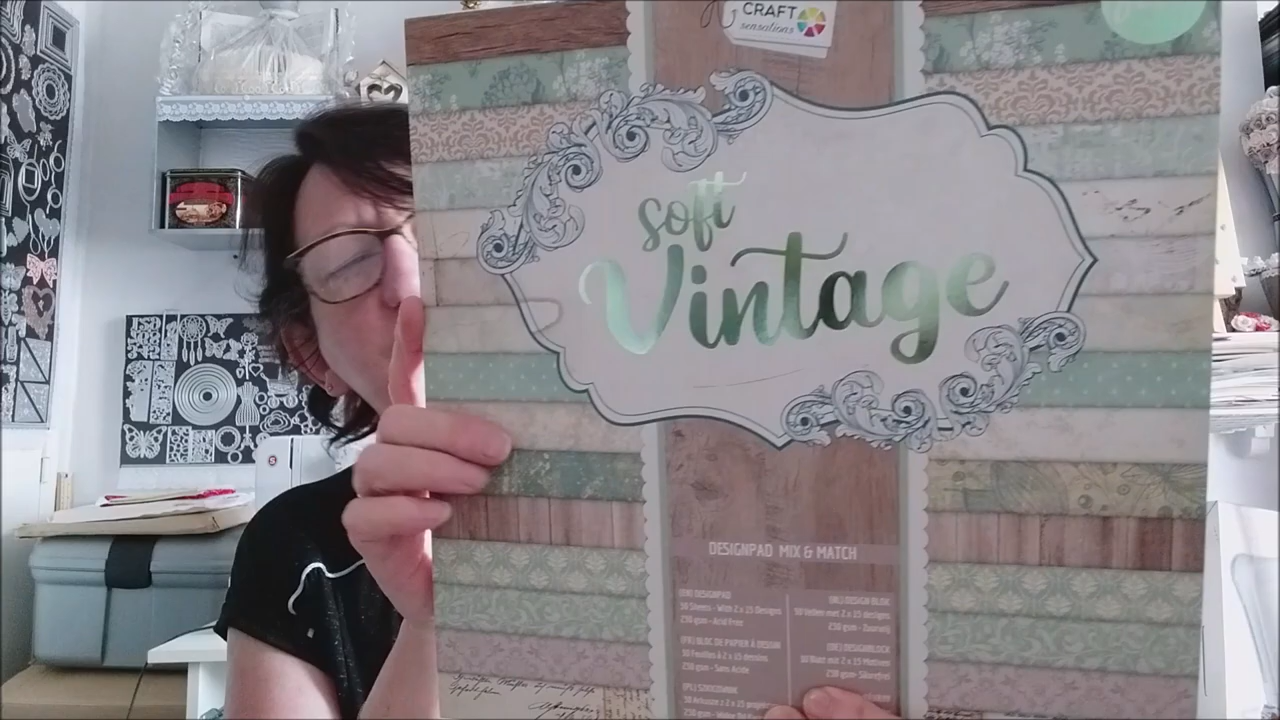 CRAFT
sensations
soft
Vintage
DESIGNPAD MIX & MATCH
(EN) DESIGNPAD
30 Sheets - With 2 x 15 Designs
250 gsm - Acid Free
(FR) BLOC DE PAPIER À DESSIN
30 Feuilles à 2 x 15 dessins
250 gsm - Sans Acide
(NL) DESIGN BLOK
30 Vellen met 2 x 15 designs
250 gsm - Zuurvrij
(DE) DESIGNBLOCK
30 Blatt mit 2 x 15 Motiven
250 gsm - Säurefrei